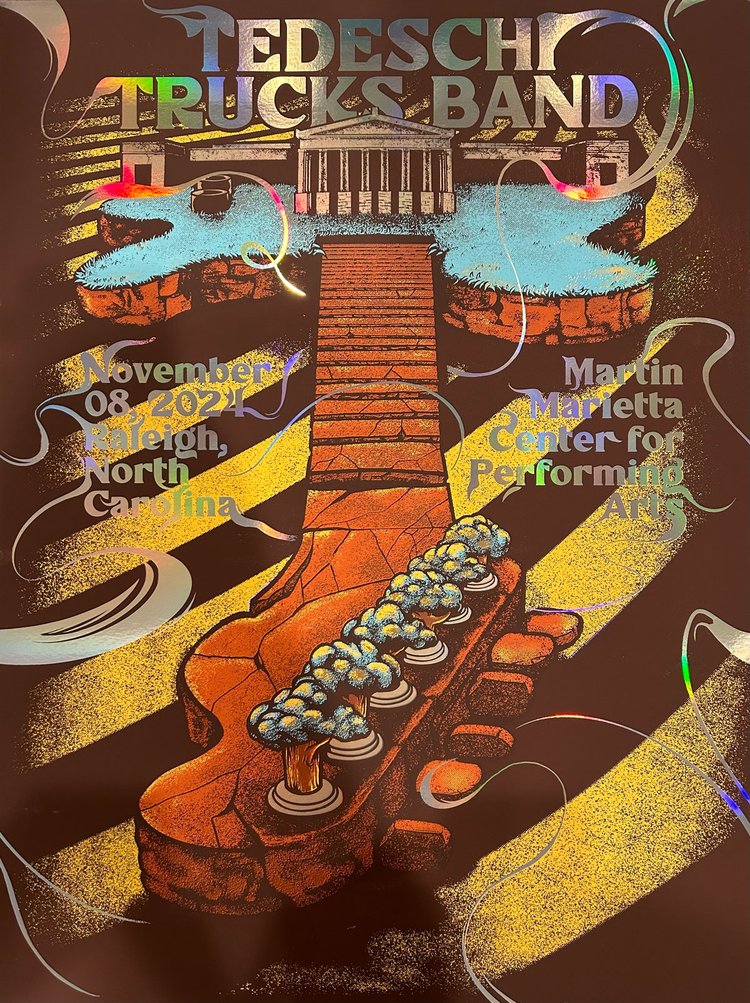 TEDESCHI
TRUCKS BAND
November
08, 2024
Raleigh,
North
Carolina
Martin
Marietta
Center for
Performing
Arts